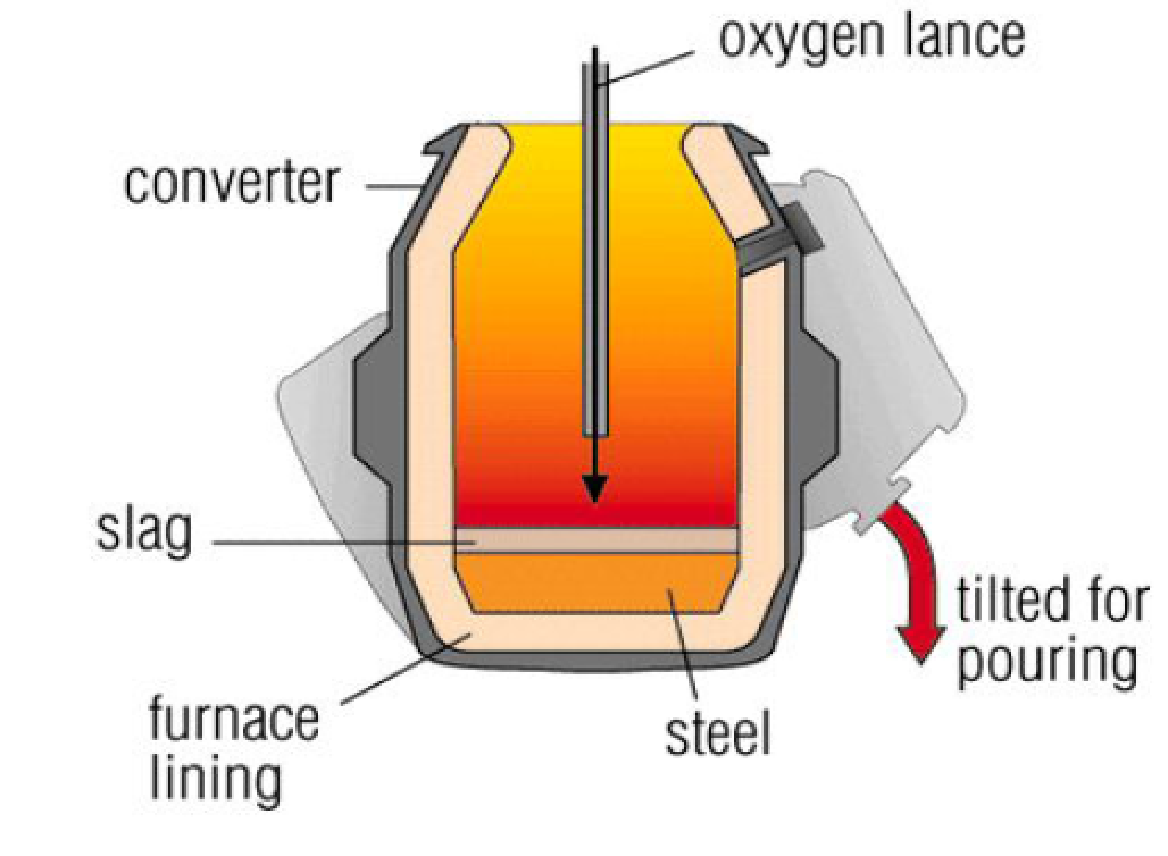 oxygen lance
converter
slag
tilted for
pouring
furnace
lining
steel